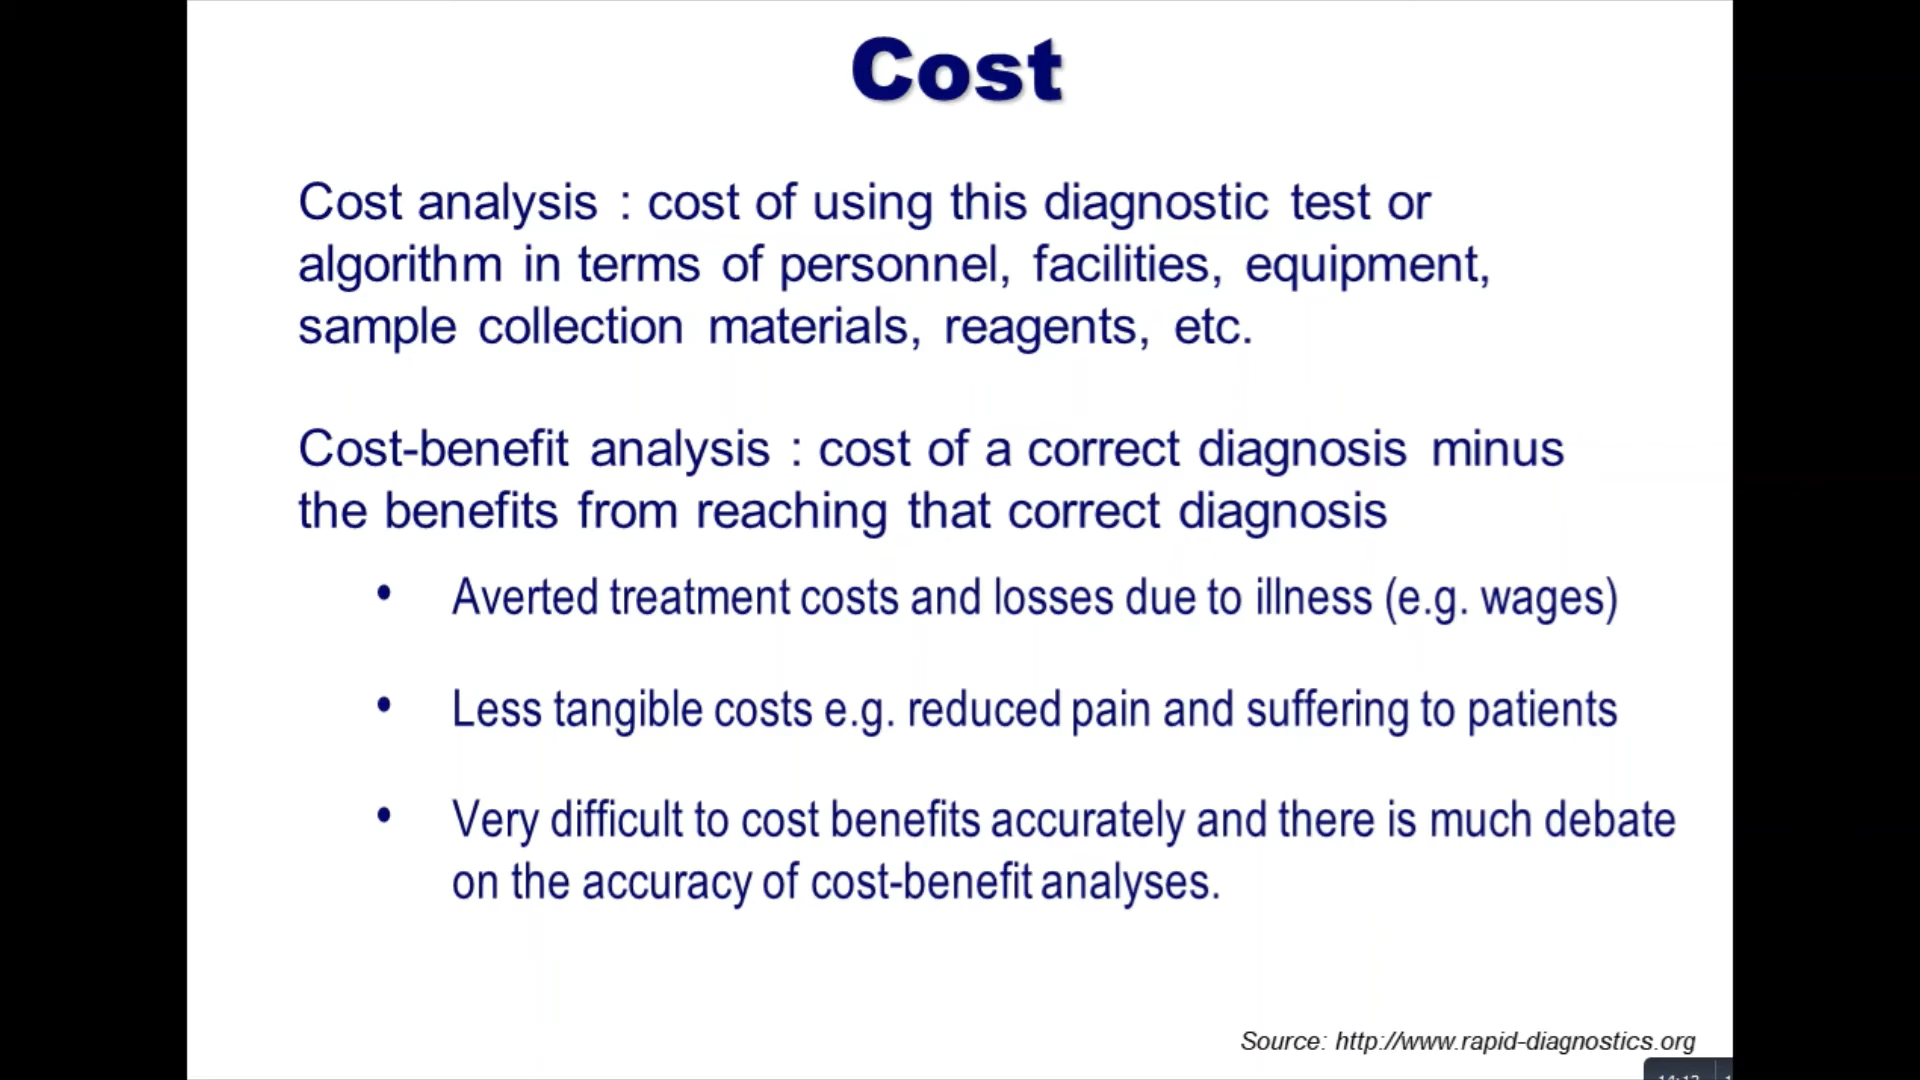 Cost
Cost analysis : cost of using this diagnostic test or
algorithm in terms of personnel, facilities, equipment,
sample collection materials, reagents, etc.
Cost-benefit analysis : cost of a correct diagnosis minus
the benefits from reaching that correct diagnosis
• Averted treatment costs and losses due to illness (e.g. wages)
• Less tangible costs e.g. reduced pain and suffering to patients
• Very difficult to cost benefits accurately and there is much debate
on the accuracy of cost-benefit analyses.
Source: http://www.rapid-diagnostics.org